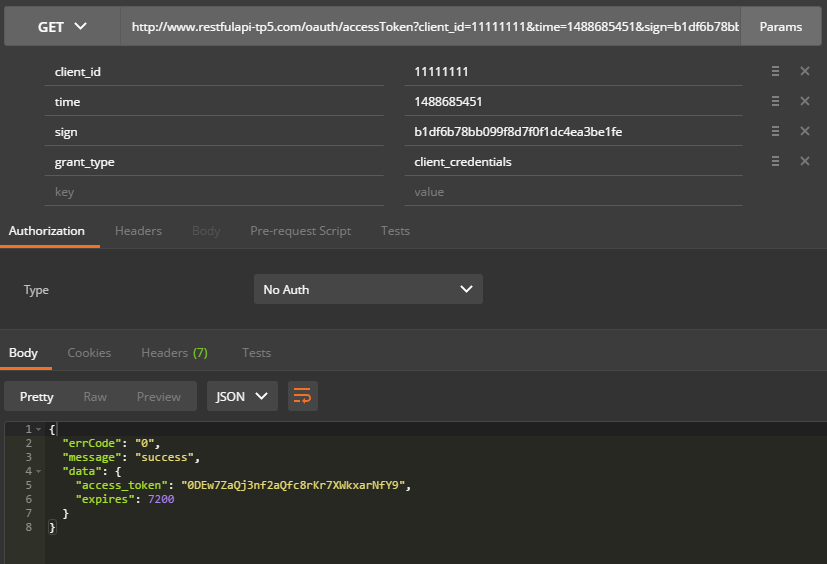 GET http://www.restfulapi-tp5.com/oauth/accessToken?client_id=11111111&time=1488685451&sign=b1df6b78bb Params
client_id 11111111
time 1488685451
sign b1df6b78bb099f8d7f0f1dc4ea3be1fe
grant_type client_credentials
key value
Authorization Headers Body Pre-request Script Tests
Type No Auth
Body Cookies Headers (7) Tests
Pretty Raw Preview JSON
1 {
2 "errCode": "0",
3 "message": "success",
4 "data": {
5 "access_token": "0DEw7ZaQj3nf2aQfc8rKr7XWkxarNfY9",
6 "expires": 7200
7 }
8 }